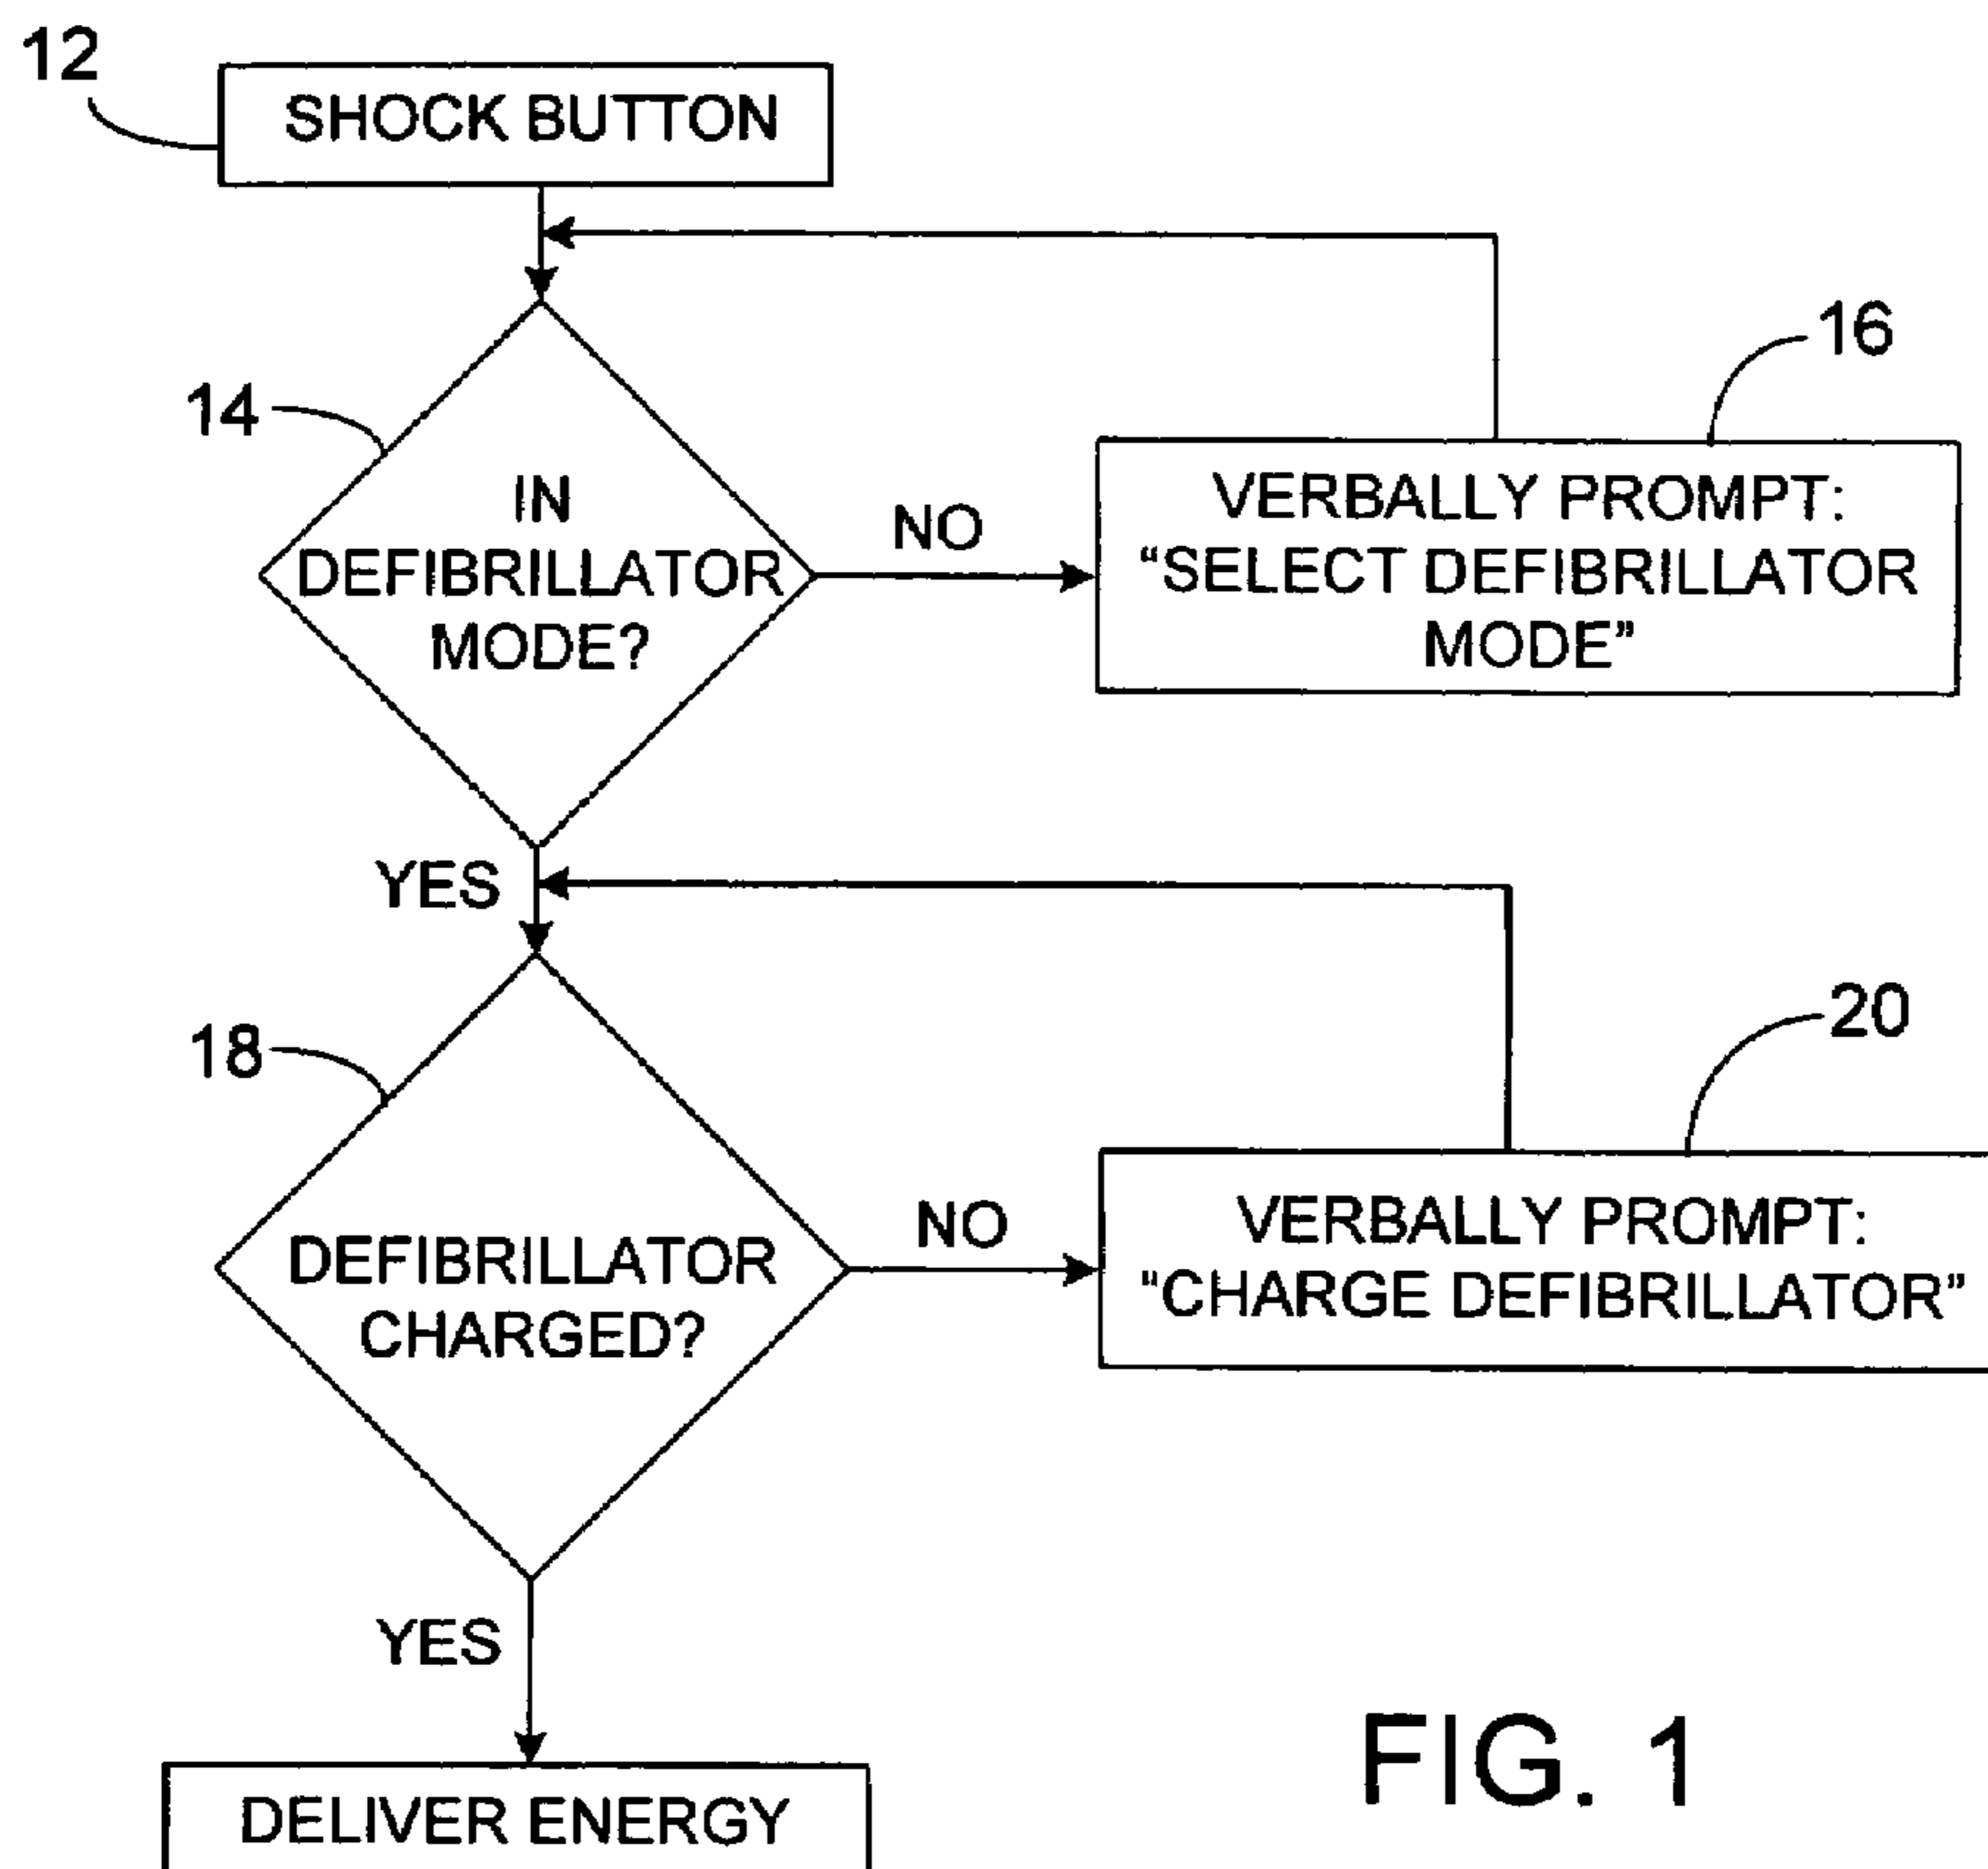 12
SHOCK BUTTON
16
14
IN
DEFIBRILLATOR
MODE?
NO
VERBALLY PROMPT:
“SELECT DEFIBRILLATOR
MODE”
YES
20
18
DEFIBRILLATOR
CHARGED?
NO
VERBALLY PROMPT:
“CHARGE DEFIBRILLATOR”
YES
DELIVER ENERGY
FIG. 1